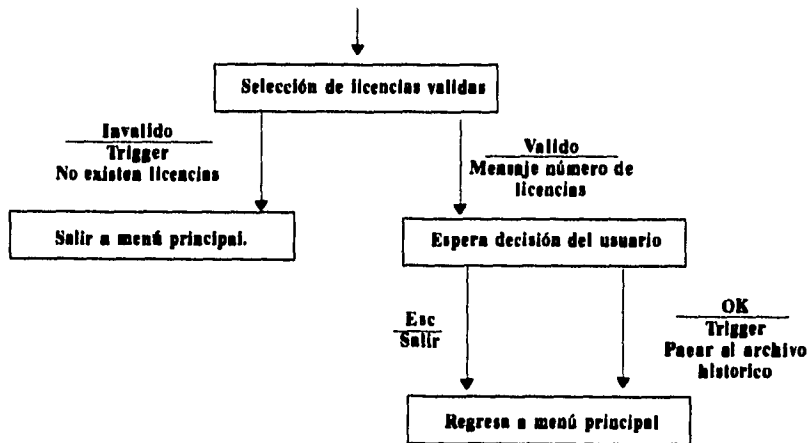 Selección de licencias validas
Invalido
Trigger
No existen licencias
Valido
Mensaje número de
licencias
Salir a menú principal.
Espera decisión del usuario
Esc
Salir
OK
Trigger
Pasar al archivo
historico
Regresa a menú principal